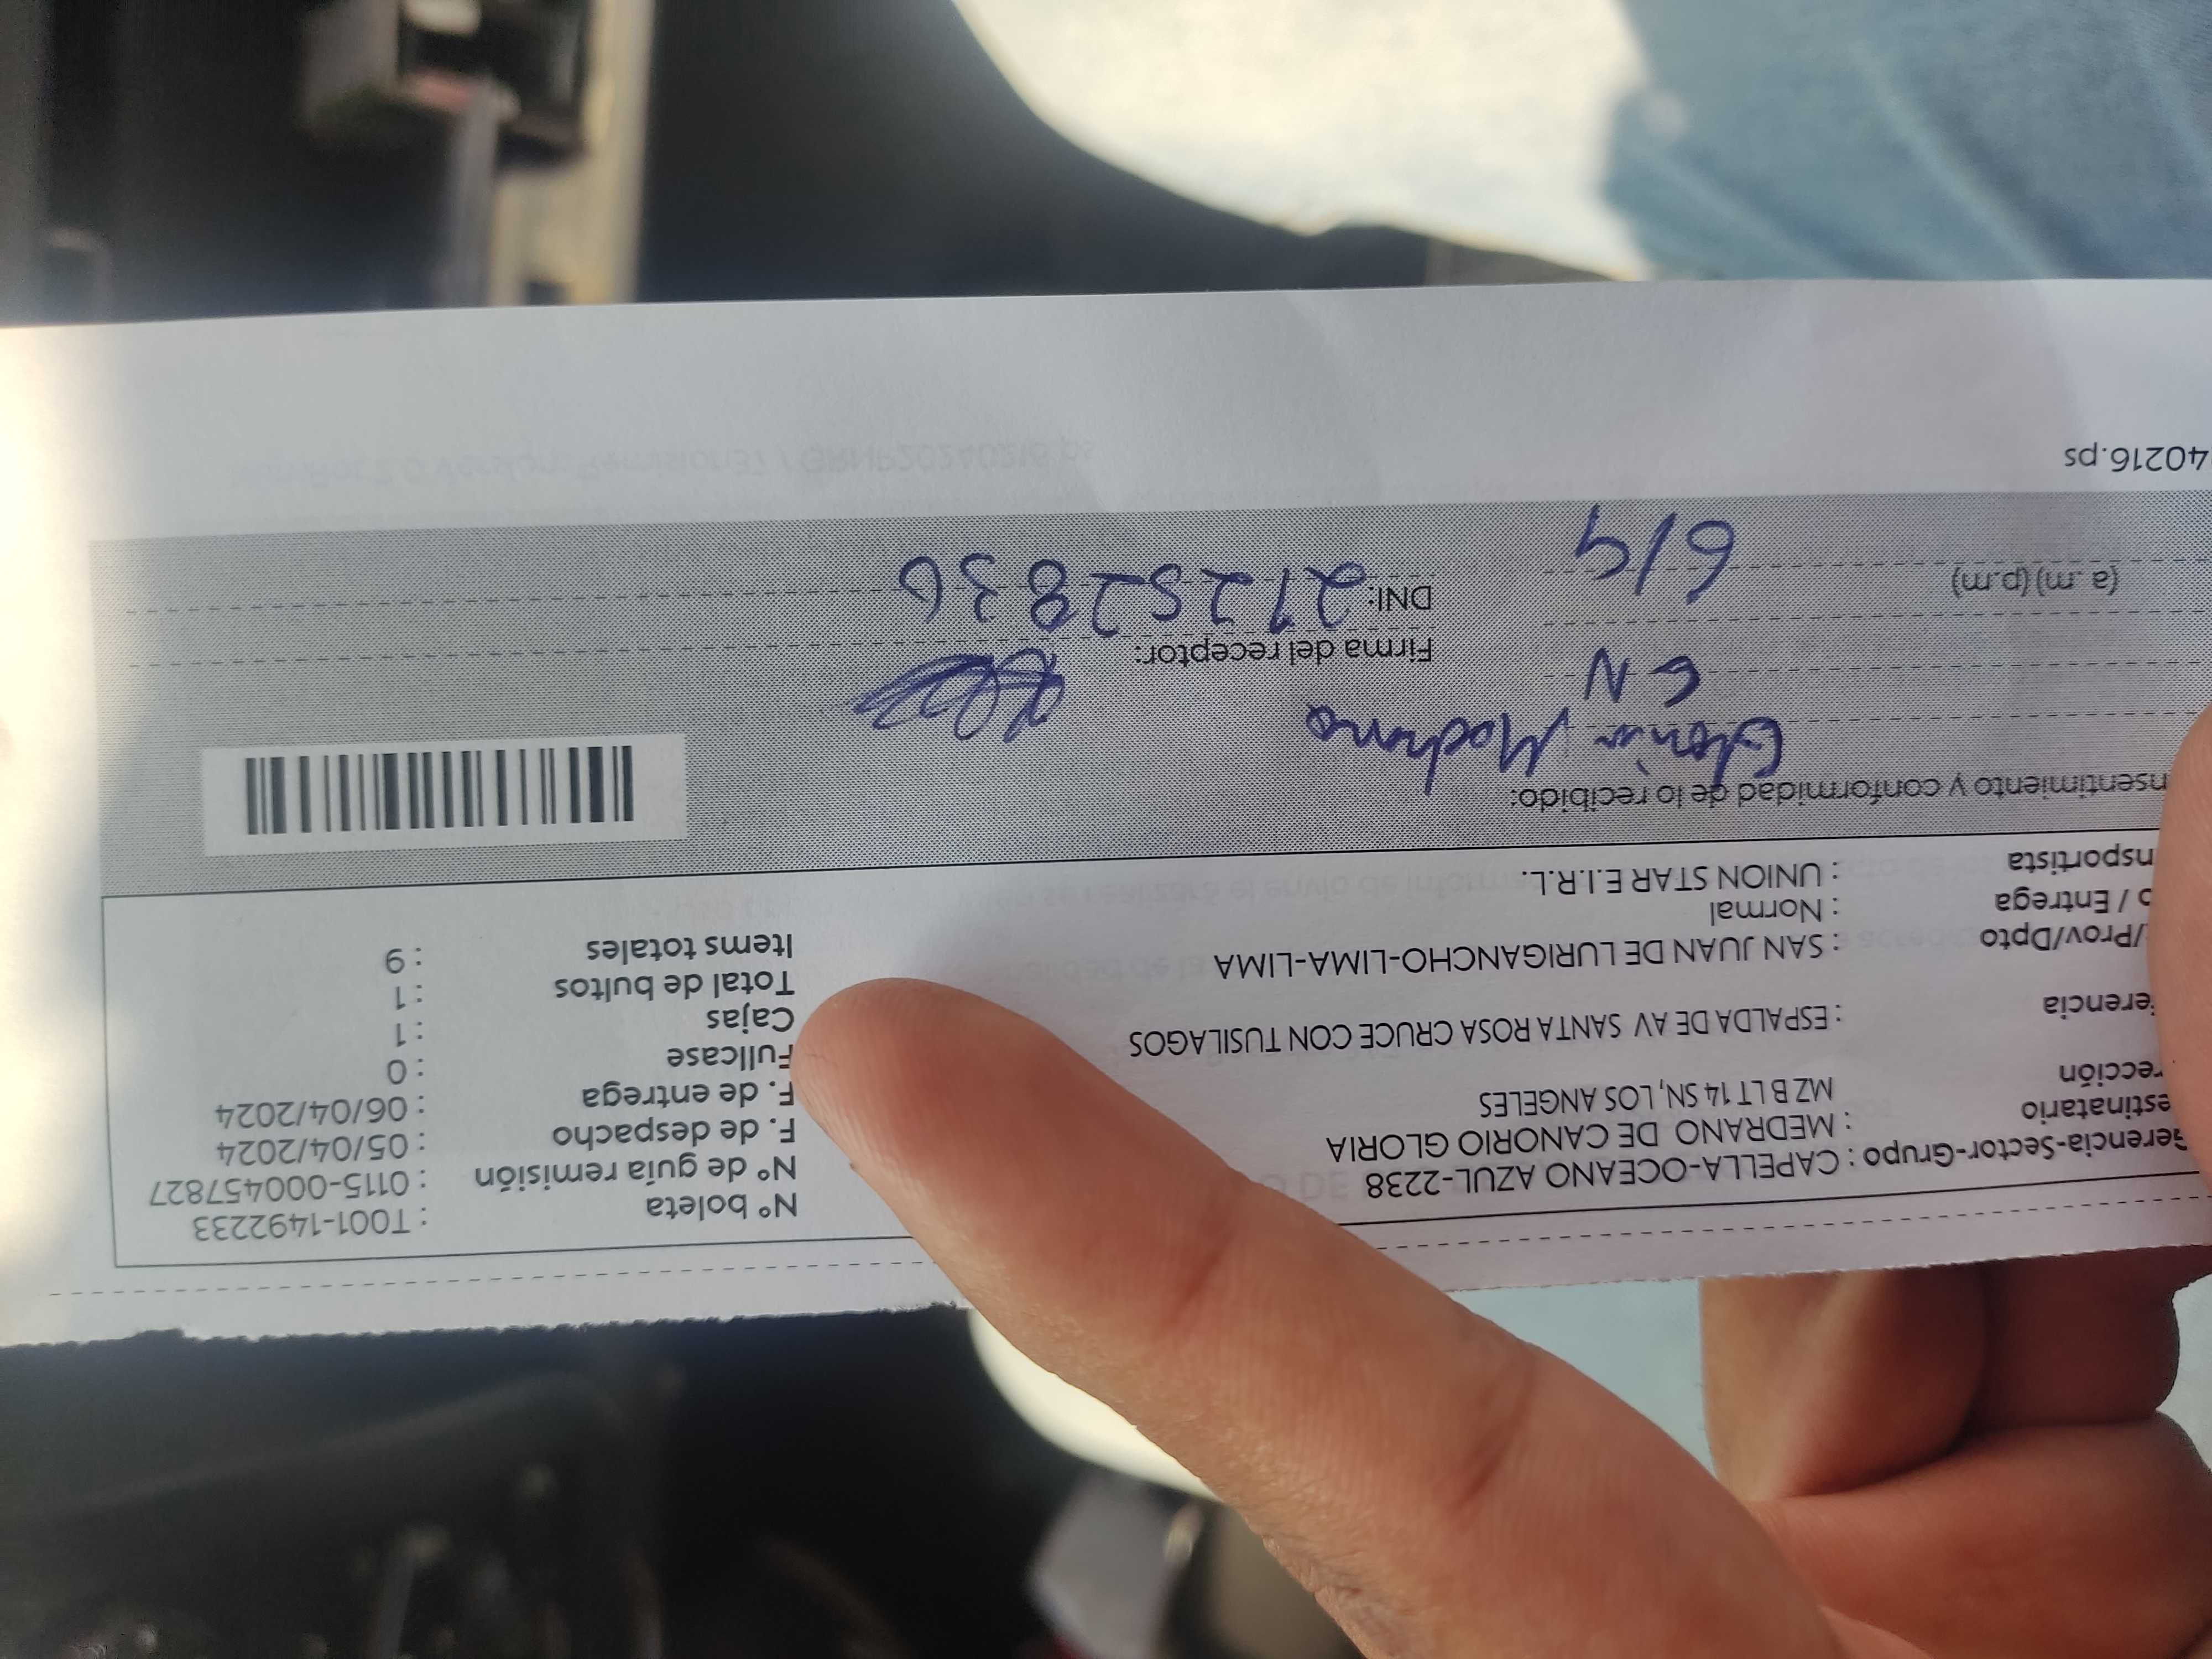 Gerencia-Sector-Grupo : CAPELLA-OCEANO AZUL-2238
estinatario : MEDRANO DE CANORIO GLORIA
rección MZ B LT 14 SN, LOS ANGELES
erencia : ESPALDA DE AV SANTA ROSA CRUCE CON TUSILAGOS
/Prov/Dpto : SAN JUAN DE LURIGANCHO-LIMA-LIMA
o / Entrega : Normal
nsportista : UNION STAR E.I.R.L.
N° boleta : T001-1492233
N° de guía remisión : 0115-000457827
F. de despacho : 05/04/2024
F. de entrega : 06/04/2024
Fullcase : 0
Cajas : 1
Total de bultos : 1
Items totales : 9
nsentimiento y conformidad de lo recibido:
Gloria Medrano
Firma del receptor:
(a.m) (p.m) 6/4
DNI:
40216.ps